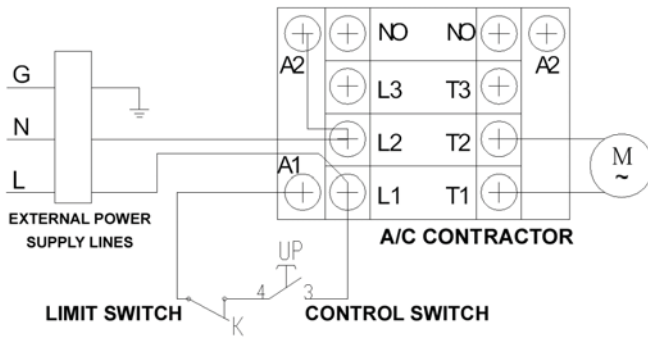 NO NO
A2 A2
G
L3 T3
N
L2 T2
M
~
A1
L
L1 T1
EXTERNAL POWER
SUPPLY LINES
A/C CONTRACTOR
UP
4 3
LIMIT SWITCH
K
CONTROL SWITCH